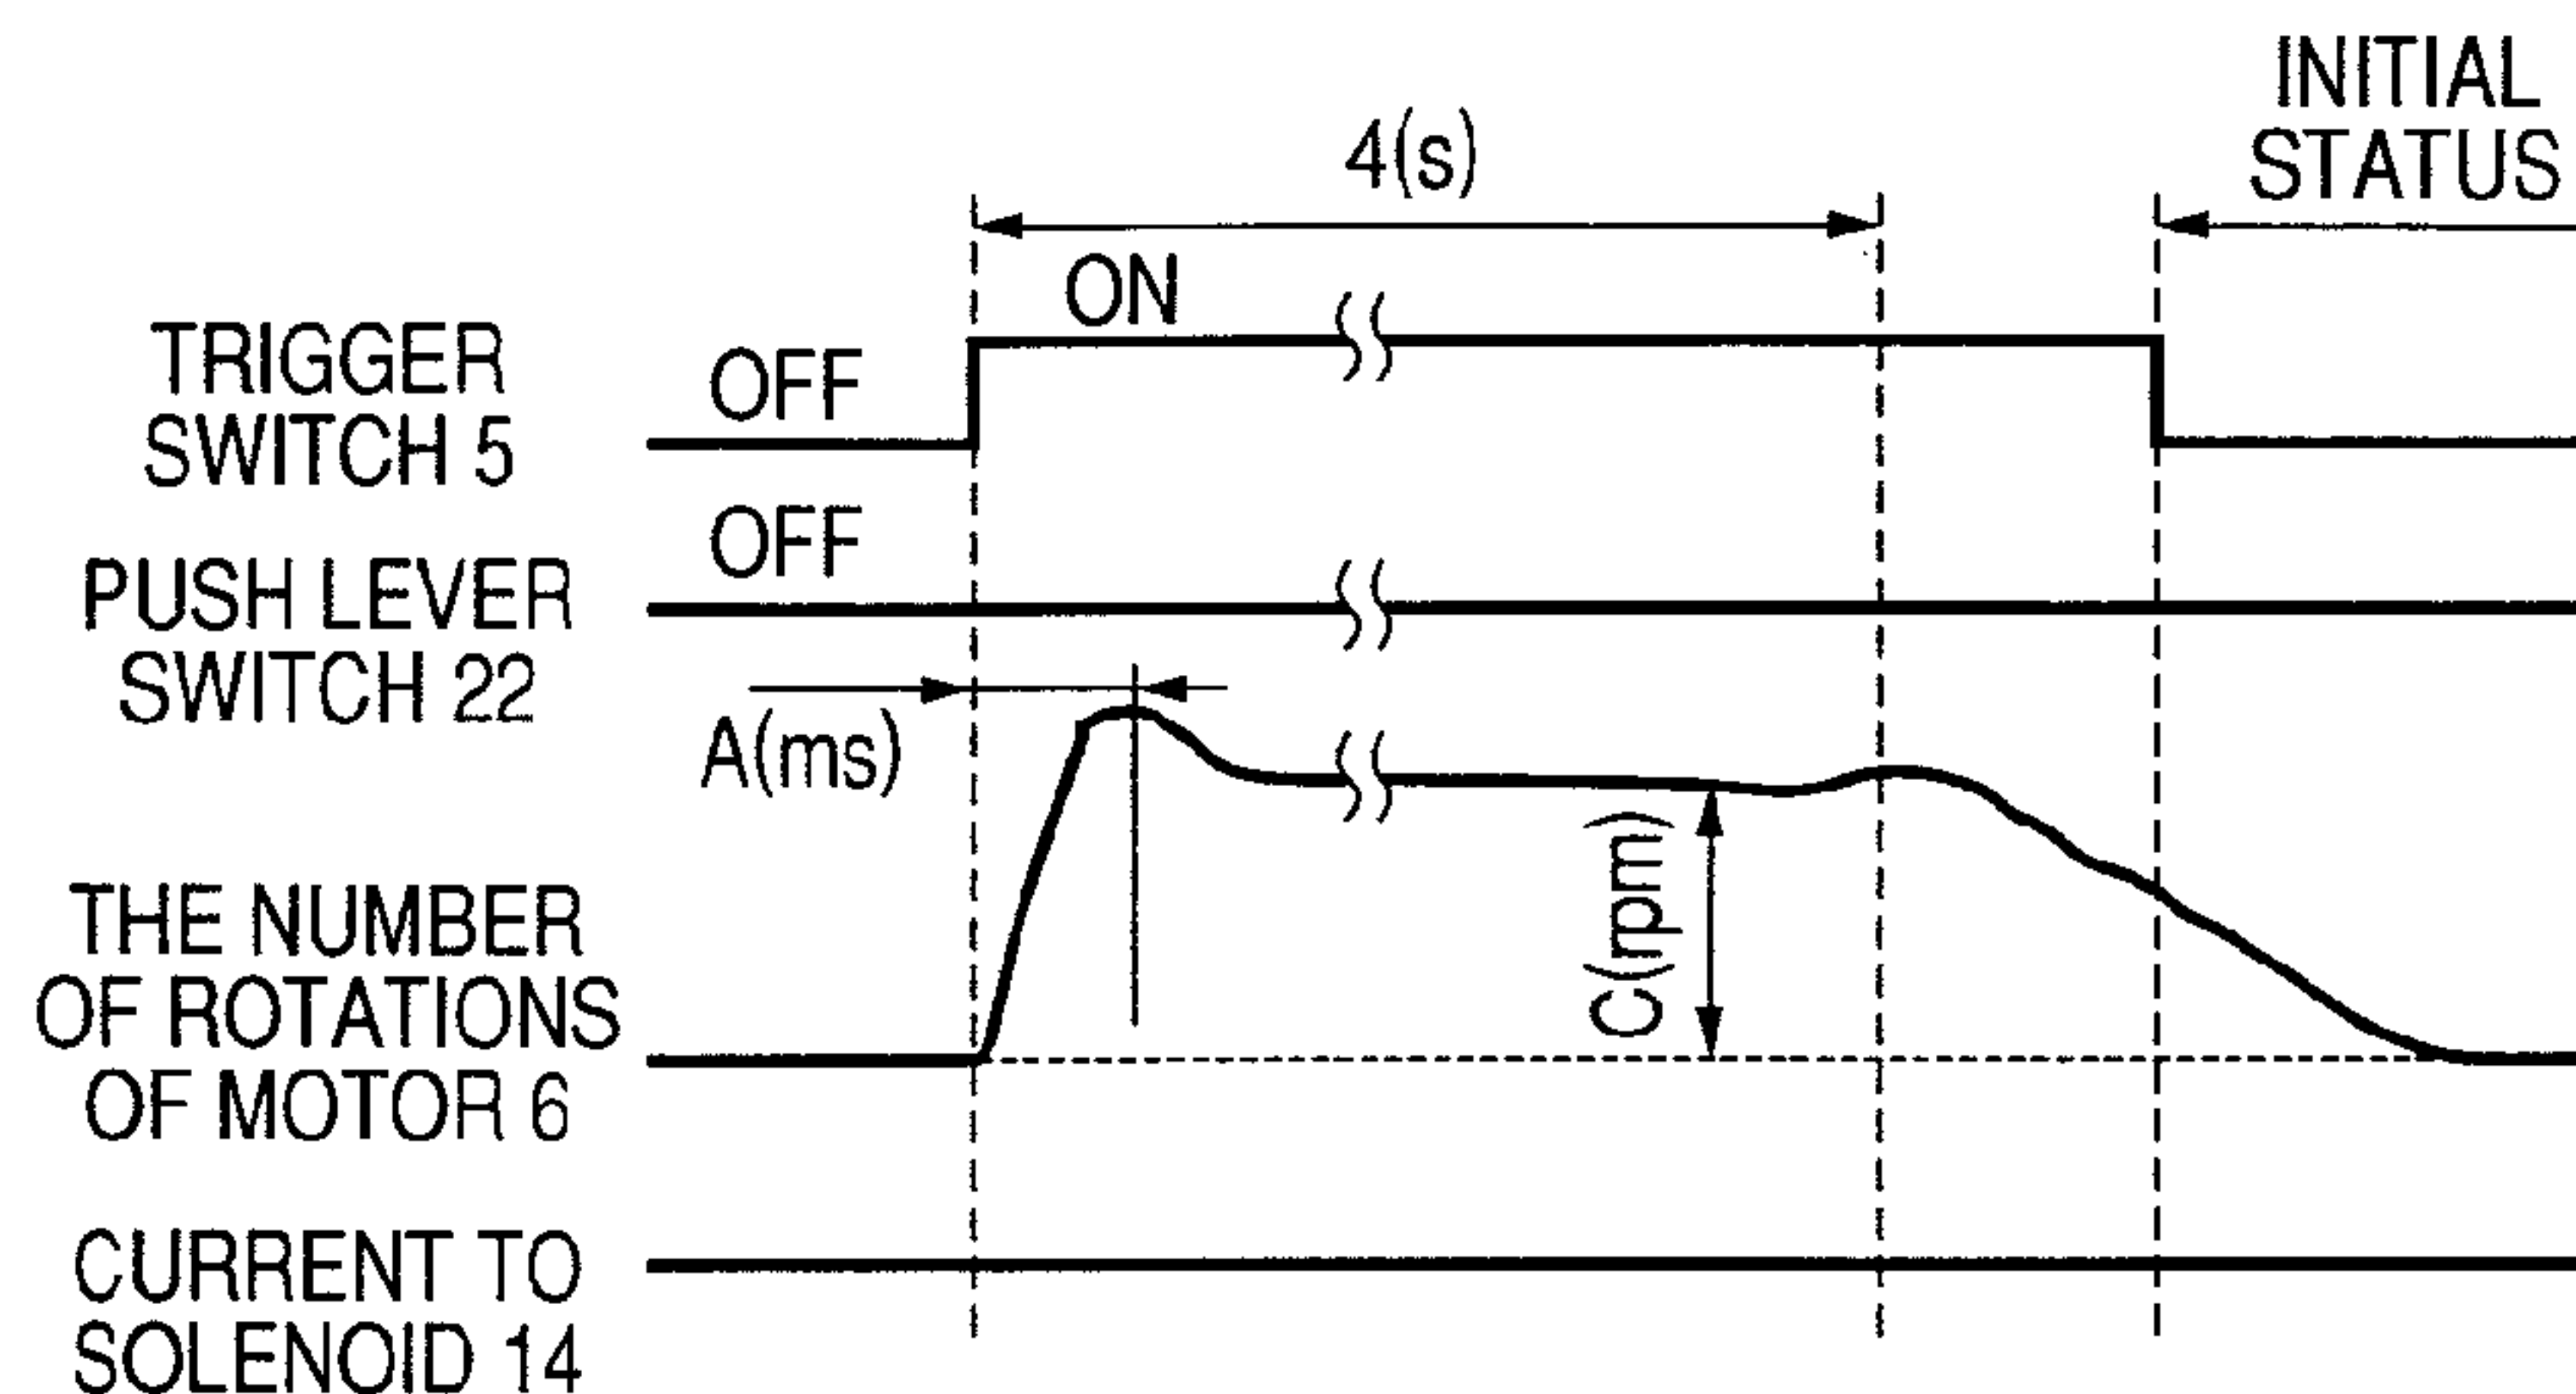 INITIAL
STATUS
4(s)
ON
TRIGGER
SWITCH 5
OFF
OFF
PUSH LEVER
SWITCH 22
A(ms)
C(rpm)
THE NUMBER
OF ROTATIONS
OF MOTOR 6
CURRENT TO
SOLENOID 14